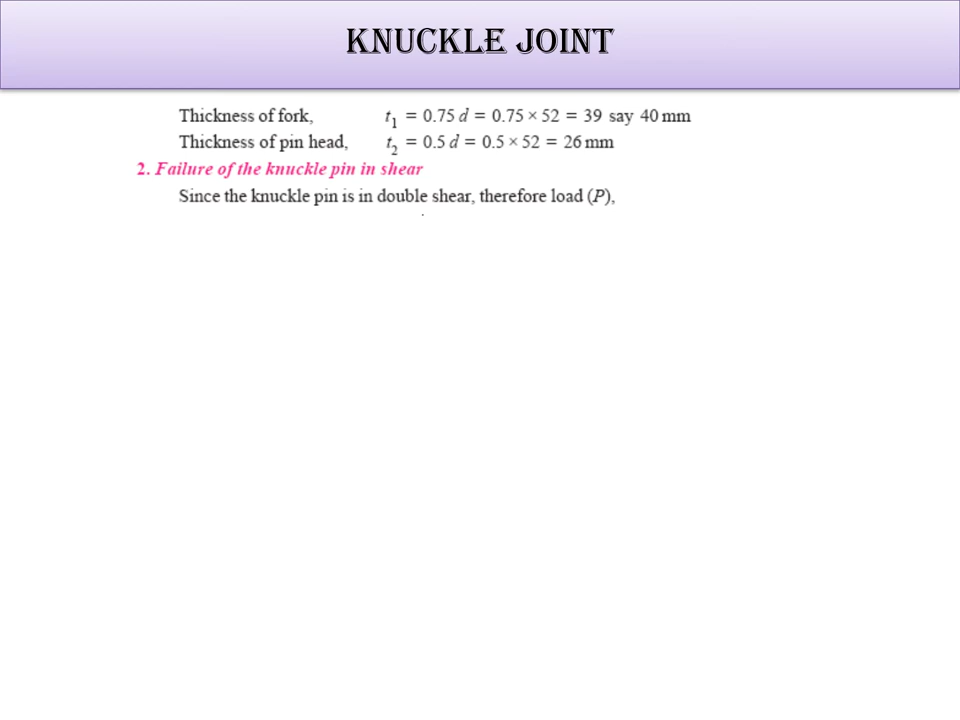 KNUCKLE JOINT
Thickness of fork, t₁ = 0.75 d = 0.75 × 52 = 39 say 40 mm
Thickness of pin head, t₂ = 0.5 d = 0.5 × 52 = 26 mm
2. Failure of the knuckle pin in shear
Since the knuckle pin is in double shear, therefore load (P),